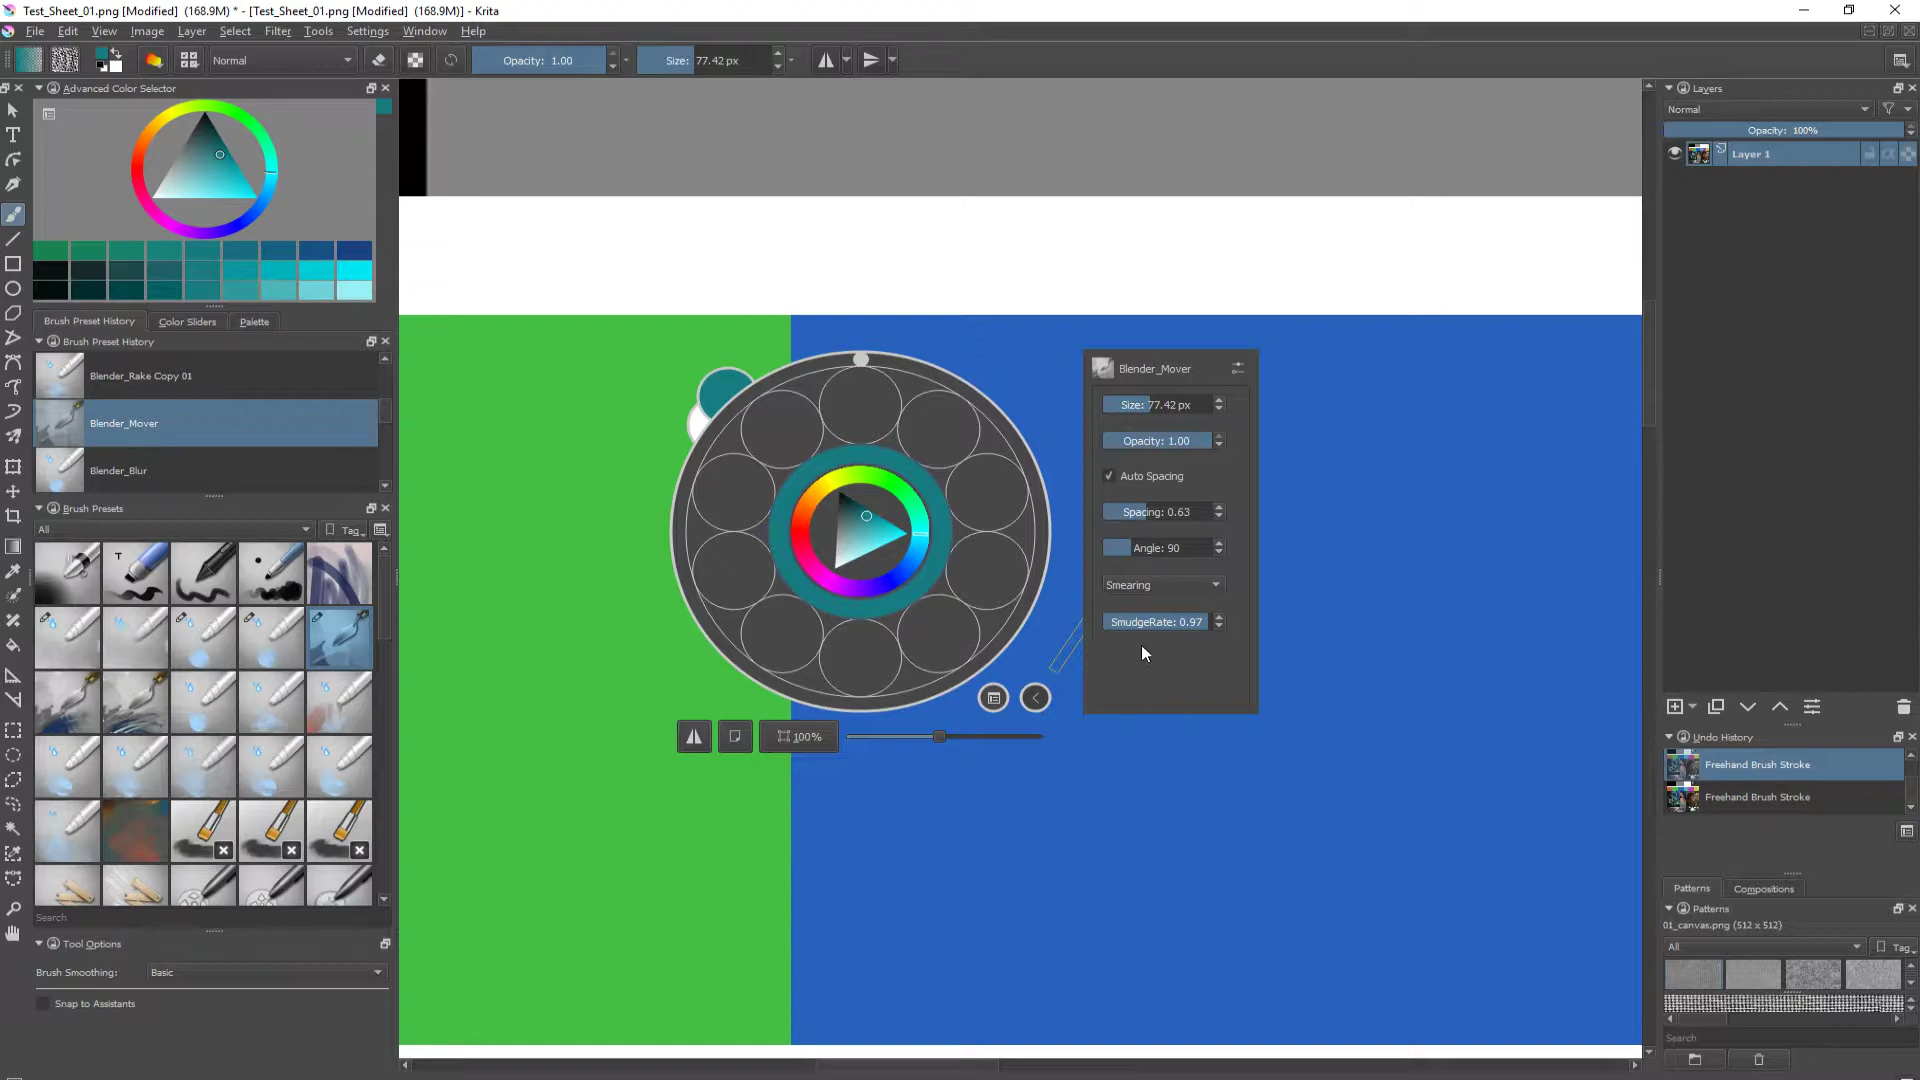 Test_Sheet_01.png [Modified] (168.9M) * - [Test_Sheet_01.png [Modified] (168.9M)] - Krita
File Edit View Image Layer Select Filter Tools Settings Window Help
Normal
Opacity: 1.00
Size: 77.42 px
Advanced Color Selector
Brush Preset History
Color Sliders
Palette
Brush Preset History
Blender_Rake Copy 01
Blender_Mover
Blender_Blur
Brush Presets
All
Tag
Search
Tool Options
Brush Smoothing:
Basic
Snap to Assistants
100%
Blender_Mover
Size: 77.42 px
Opacity: 1.00
Auto Spacing
Spacing: 0.63
Angle: 90
Smearing
SmudgeRate: 0.97
Layers
Normal
Opacity: 100%
Layer 1
Undo History
Freehand Brush Stroke
Freehand Brush Stroke
Patterns
Compositions
Patterns
01_canvas.png (512 x 512)
All
Tag
Search